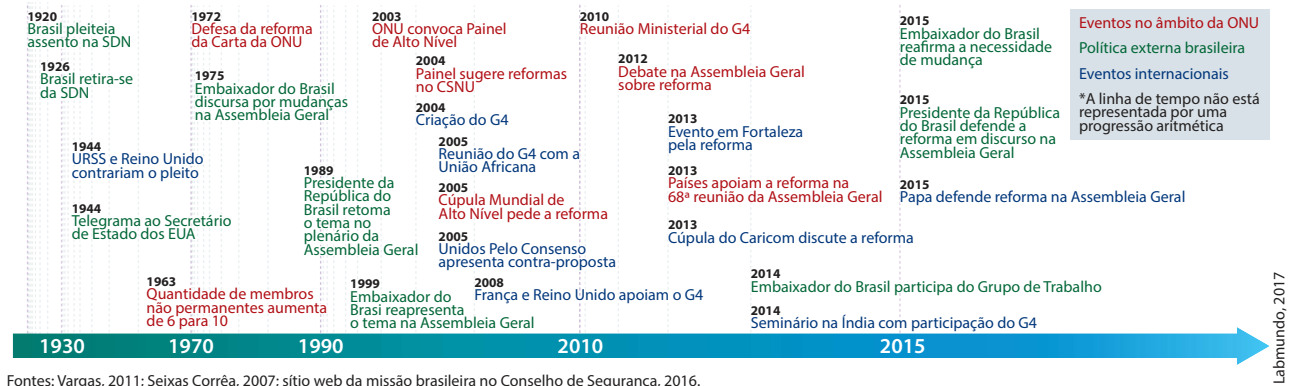 1920
Brasil pleiteia
assento na SDN
1926
Brasil retira-se
da SDN
1944
URSS e Reino Unido
contrariam o pleito
1944
Telegrama ao Secretário
de Estado dos EUA
1963
Quantidade de membros
não permanentes aumenta
de 6 para 10
1972
Defesa da reforma
da Carta da ONU
1975
Embaixador do Brasil
discursa por mudanças
na Assembleia Geral
1989
Presidente da
República do
Brasil retoma
o tema no
plenário da
Assembleia Geral
1999
Embaixador do
Brasi reapresenta
o tema na Assembleia Geral
2003
ONU convoca Painel
de Alto Nível
2004
Painel sugere reformas
no CSNU
2004
Criação do G4
2005
Reunião do G4 com a
União Africana
2005
Cúpula Mundial de
Alto Nível pede a reforma
2005
Unidos Pelo Consenso
apresenta contra-proposta
2008
França e Reino Unido apoiam o G4
2010
Reunião Ministerial do G4
2012
Debate na Assembleia Geral
sobre reforma
2013
Evento em Fortaleza
pela reforma
2013
Países apoiam a reforma na
68ª reunião da Assembleia Geral
2013
Cúpula do Caricom discute a reforma
2014
Embaixador do Brasil participa do Grupo de Trabalho
2014
Seminário na Índia com participação do G4
2015
Embaixador do Brasil
reafirma a necessidade
de mudança
2015
Presidente da República
do Brasil defende a
reforma em discurso na
Assembleia Geral
2015
Papa defende reforma na Assembleia Geral
Eventos no âmbito da ONU
Política externa brasileira
Eventos internacionais
*A linha de tempo não está
representada por uma
progressão aritmética
1930 1970 1990 2010 2015
Labmundo, 2017
Fontes: Vargas, 2011; Seixas Corrêa, 2007; sítio web da missão brasileira no Conselho de Segurança, 2016.